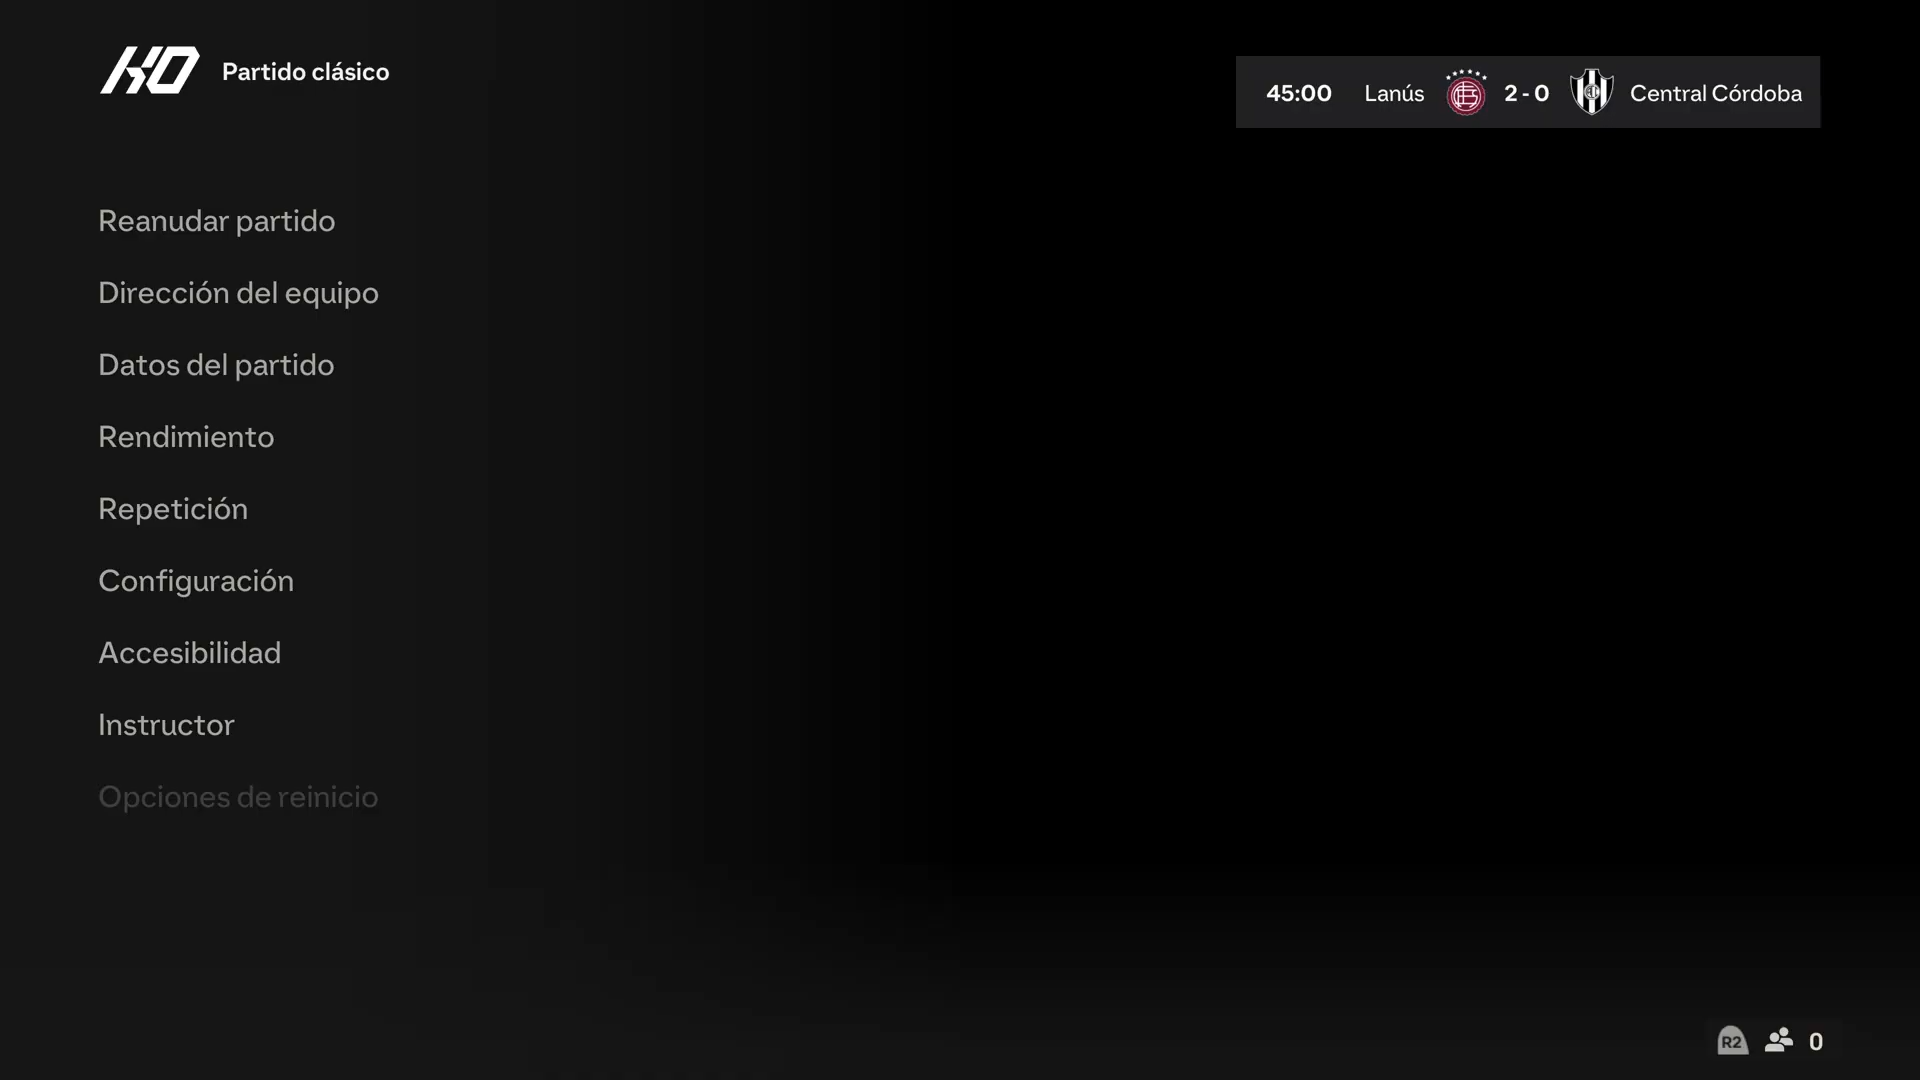 KO Partido clásico
45:00 Lanús 2 - 0 Central Córdoba
Reanudar partido
Dirección del equipo
Datos del partido
Rendimiento
Repetición
Configuración
Accesibilidad
Instructor
Opciones de reinicio
R2 0